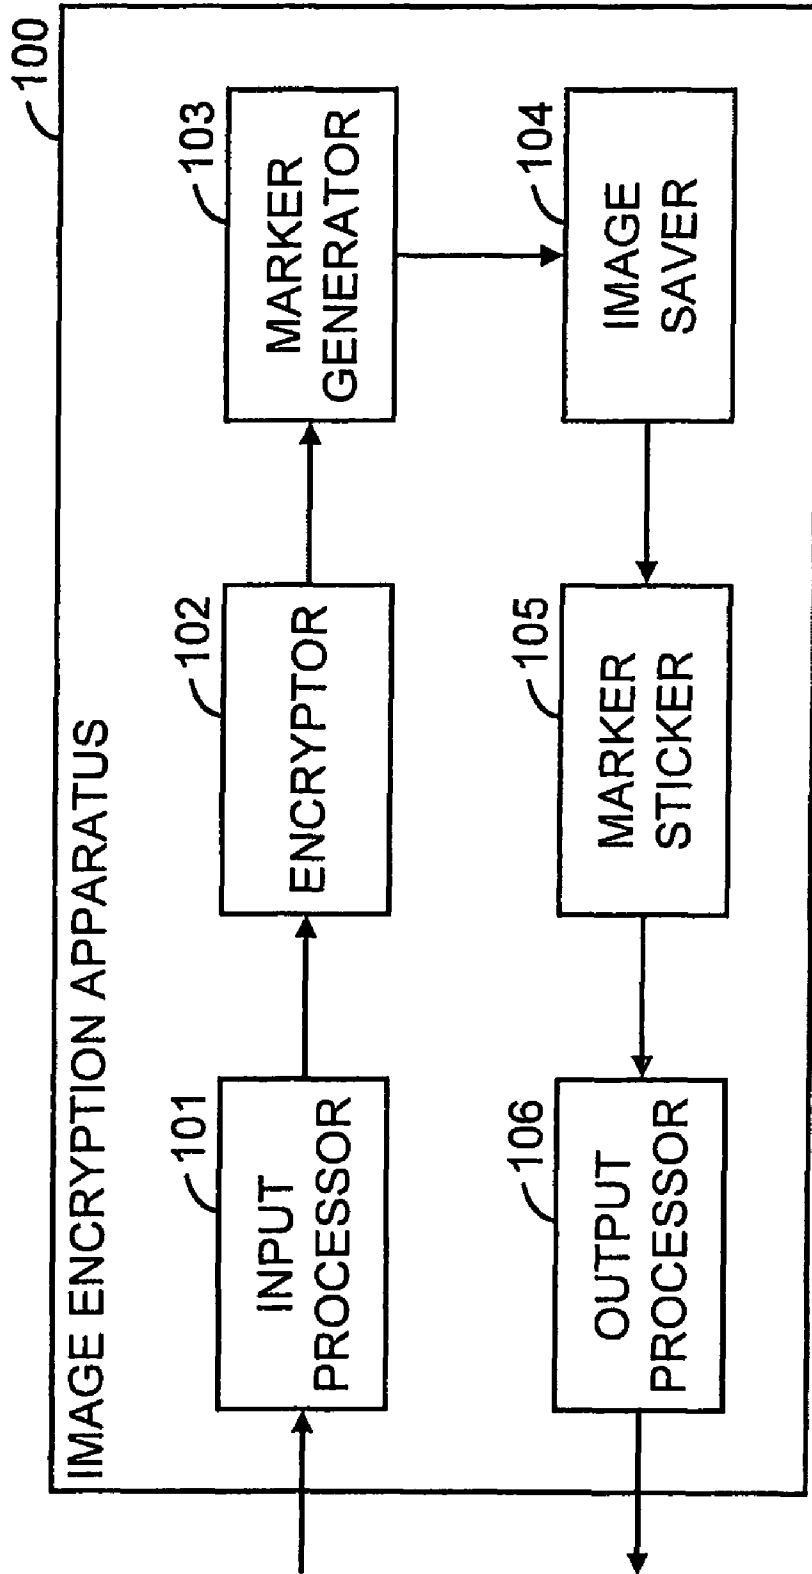 100
IMAGE ENCRYPTION APPARATUS
101
INPUT
PROCESSOR
102
ENCRYPTOR
103
MARKER
GENERATOR
104
IMAGE
SAVER
105
MARKER
STICKER
106
OUTPUT
PROCESSOR